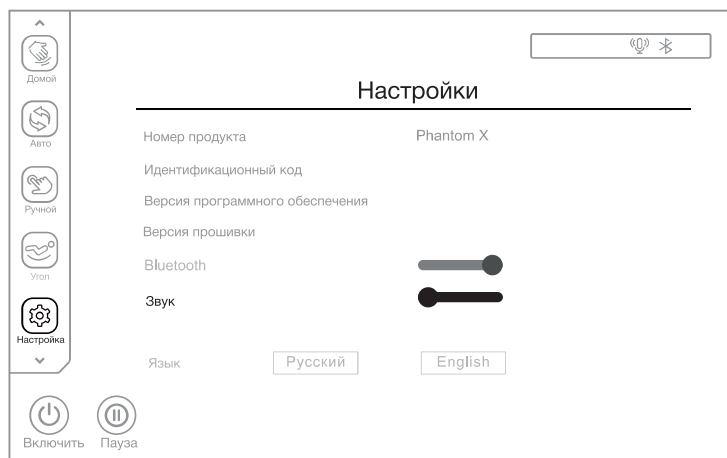 Домой
Авто
Ручной
Угол
Настройка
Настройки
Номер продукта Phantom X
Идентификационный код
Версия программного обеспечения
Версия прошивки
Bluetooth
Звук
Язык Русский English
Включить Пауза